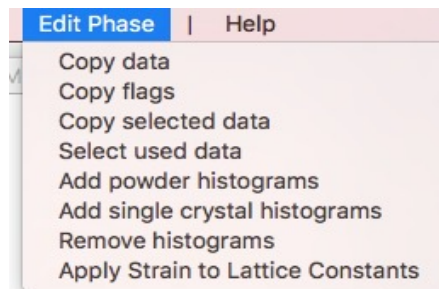 Edit Phase | Help
Copy data
Copy flags
Copy selected data
Select used data
Add powder histograms
Add single crystal histograms
Remove histograms
Apply Strain to Lattice Constants